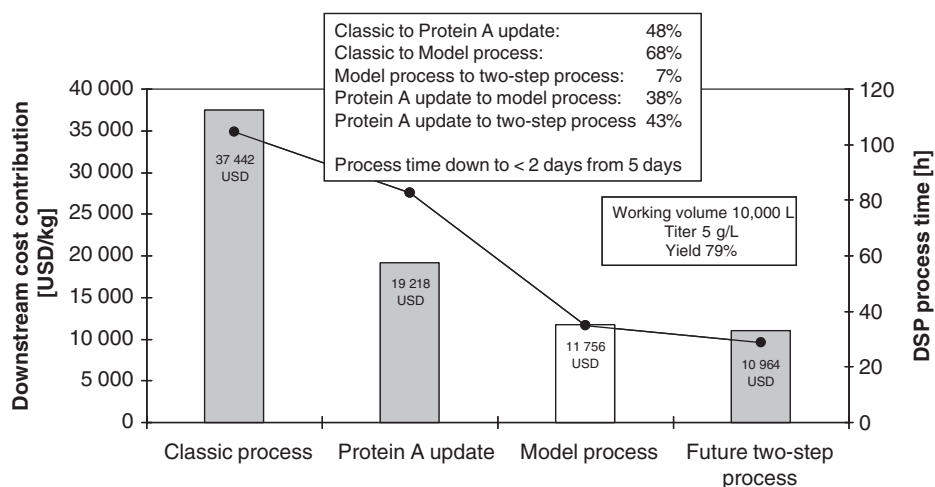 Classic to Protein A update: 48%
Classic to Model process: 68%
Model process to two-step process: 7%
Protein A update to model process: 38%
Protein A update to two-step process 43%
Process time down to < 2 days from 5 days
Downstream cost contribution
[USD/kg]
40 000
35 000
30 000
25 000
20 000
15 000
10 000
5 000
0
37 442
USD
19 218
USD
11 756
USD
10 964
USD
Working volume 10,000 L
Titer 5 g/L
Yield 79%
120
100
80
60
40
20
0
DSP process time [h]
Classic process
Protein A update
Model process
Future two-step
process